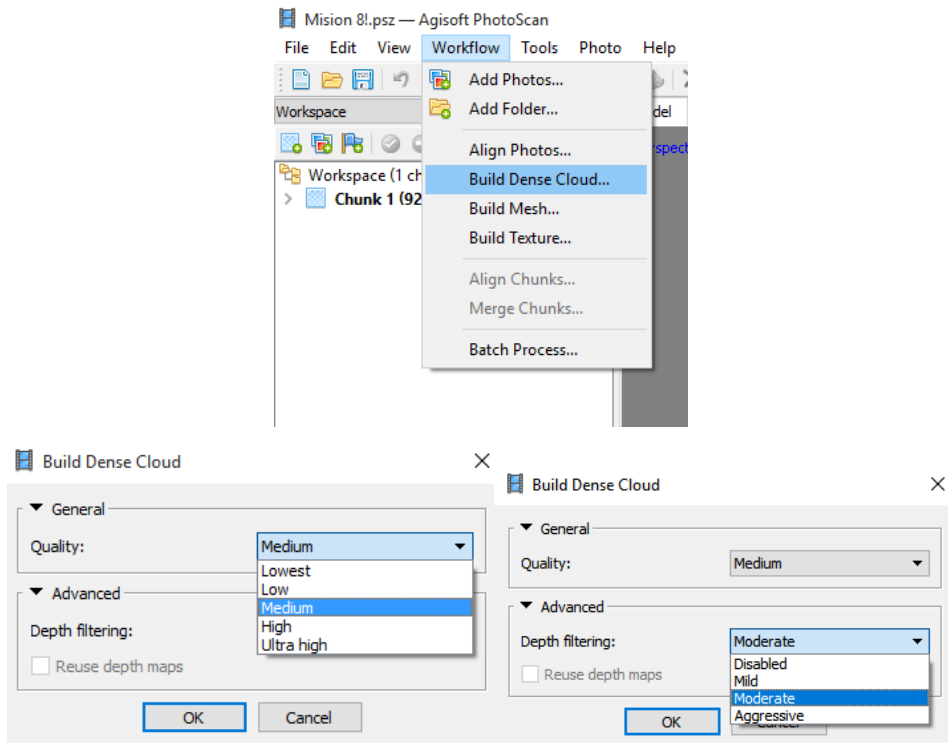 Mision 8!.psz — Agisoft PhotoScan
File Edit View Workflow Tools Photo Help
Add Photos...
Workspace
Add Folder...
del
Align Photos...
spect
Workspace (1 ch
Build Dense Cloud...
Chunk 1 (92
Build Mesh...
Build Texture...
Align Chunks...
Merge Chunks...
Batch Process...
Build Dense Cloud
General
Quality:
Medium
Lowest
Low
Medium
High
Ultra high
Advanced
Depth filtering:
Reuse depth maps
OK
Cancel
Build Dense Cloud
General
Quality:
Medium
Advanced
Depth filtering:
Moderate
Disabled
Mild
Moderate
Aggressive
Reuse depth maps
OK